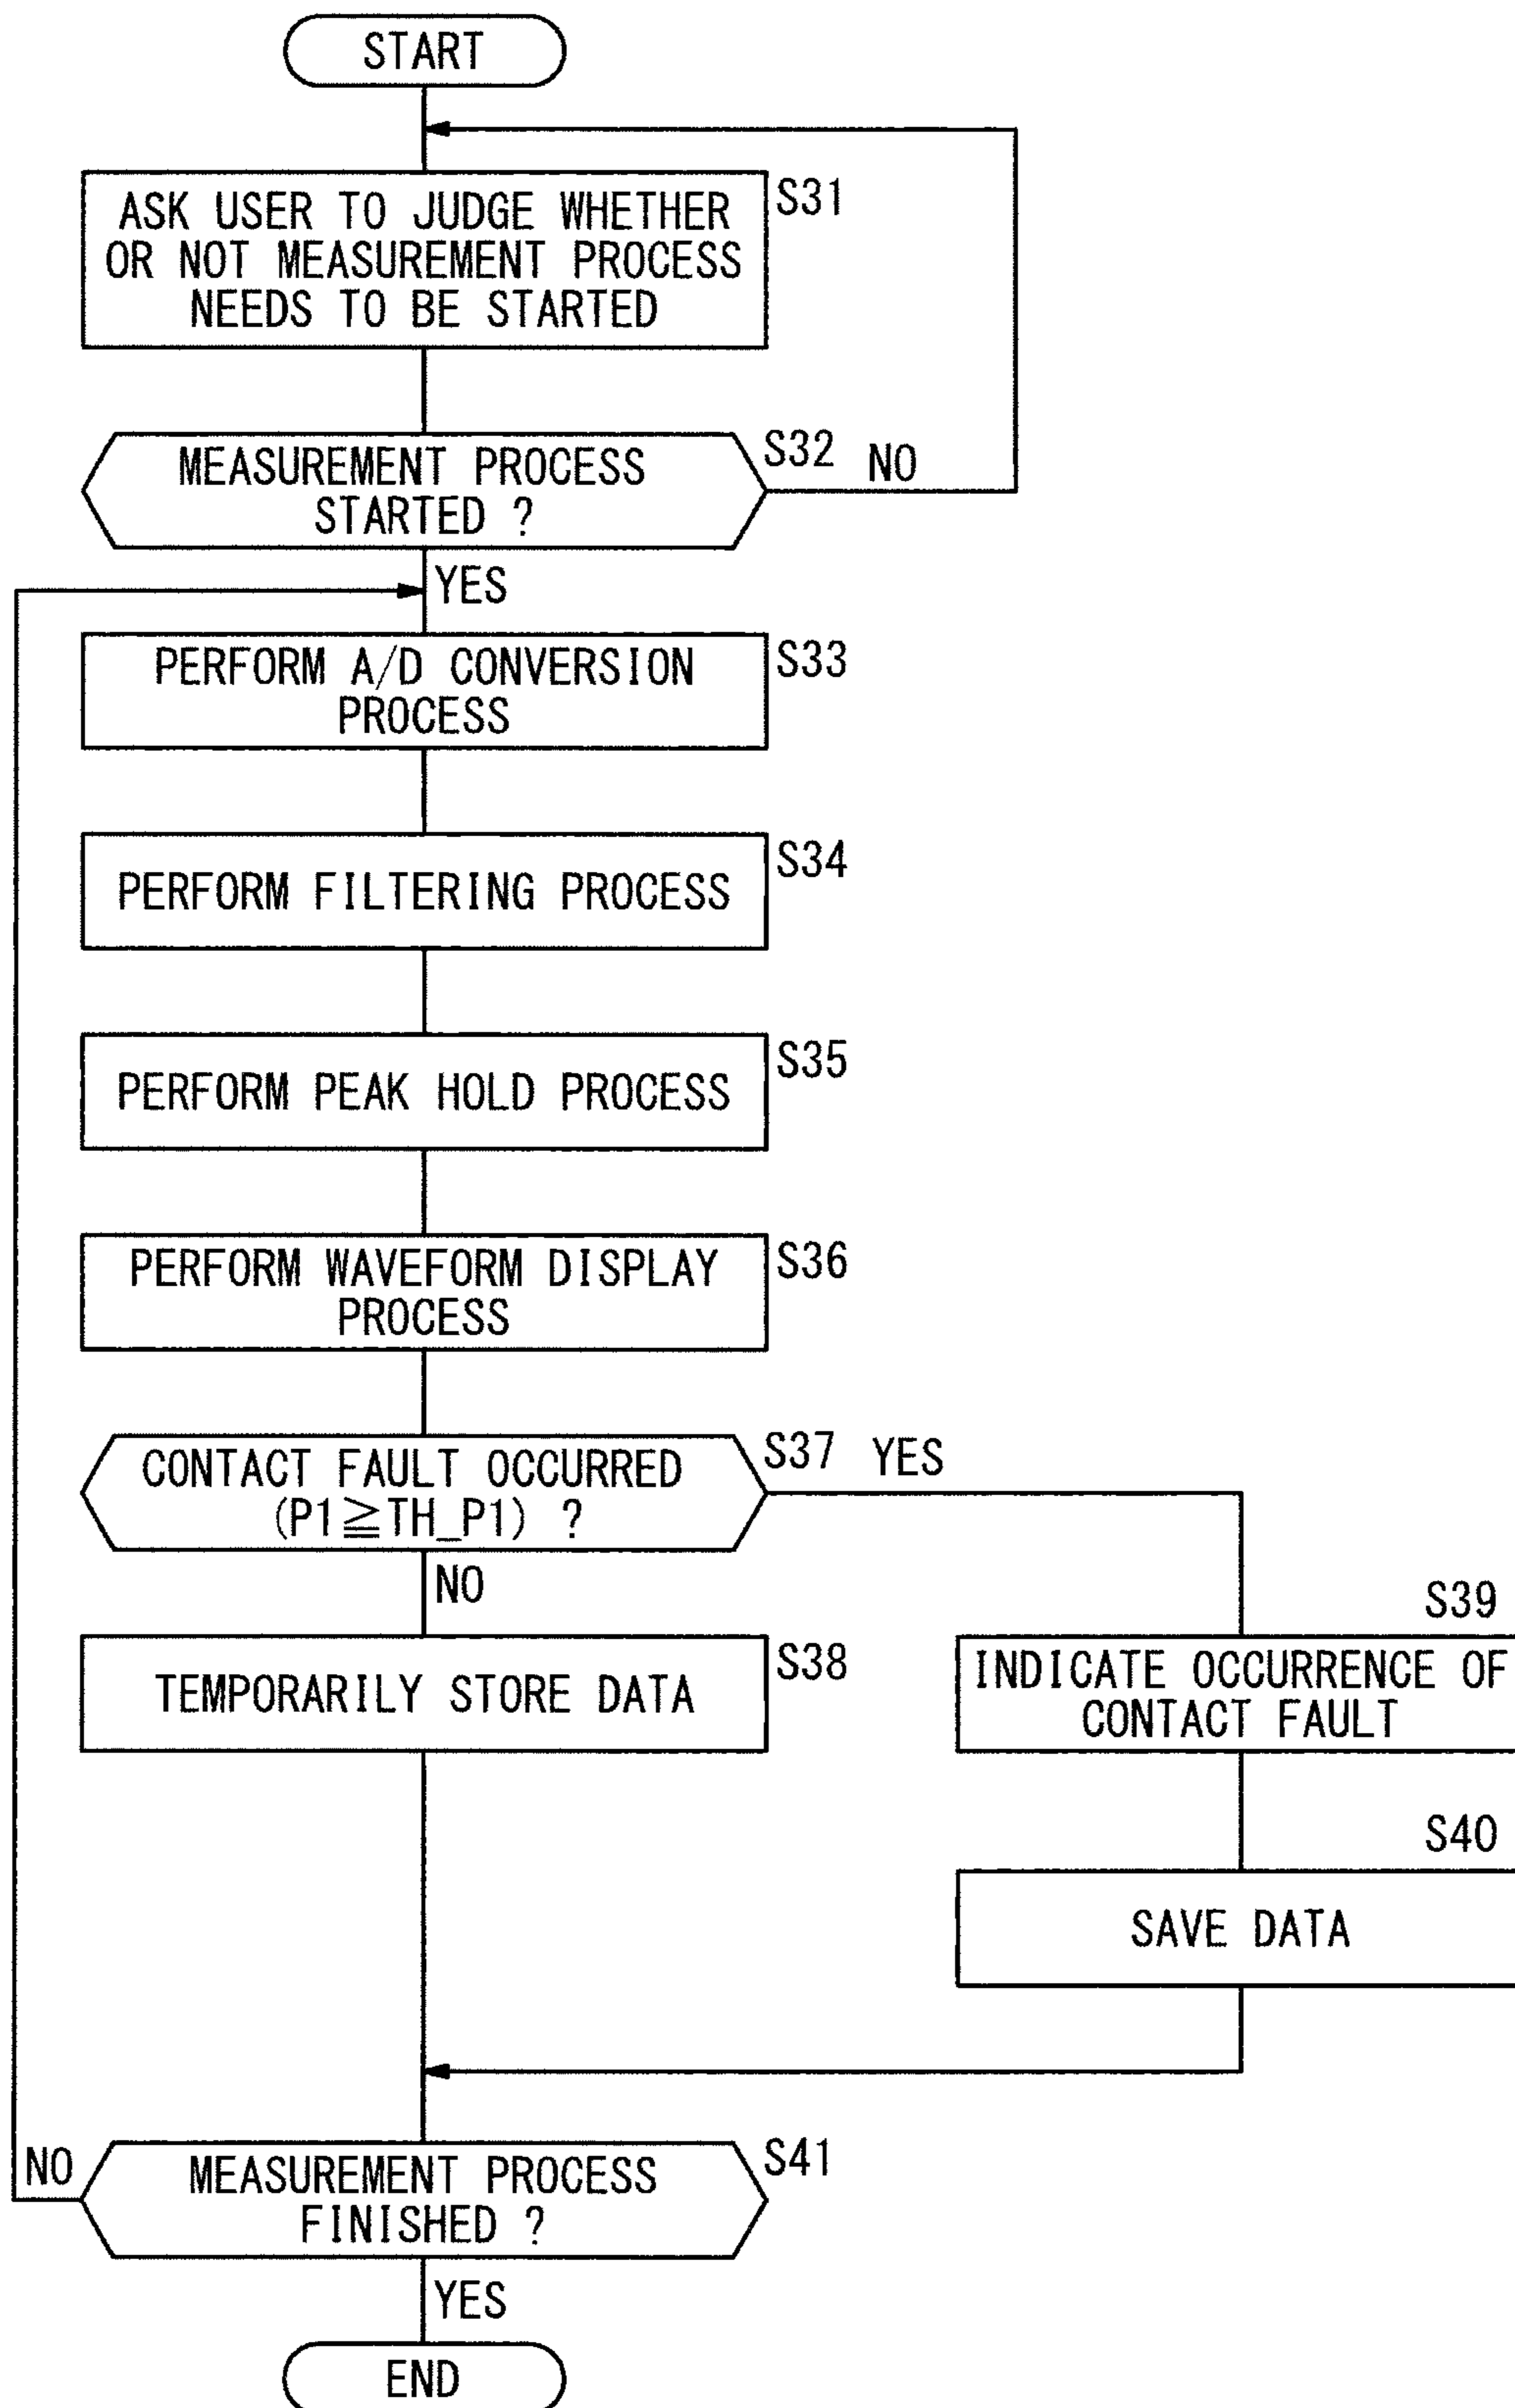 START
ASK USER TO JUDGE WHETHER
OR NOT MEASUREMENT PROCESS
NEEDS TO BE STARTED
S31
MEASUREMENT PROCESS
STARTED ?
S32
NO
YES
PERFORM A/D CONVERSION
PROCESS
S33
PERFORM FILTERING PROCESS
S34
PERFORM PEAK HOLD PROCESS
S35
PERFORM WAVEFORM DISPLAY
PROCESS
S36
CONTACT FAULT OCCURRED
(P1≧TH_P1) ?
S37
YES
NO
TEMPORARILY STORE DATA
S38
S39
INDICATE OCCURRENCE OF
CONTACT FAULT
S40
SAVE DATA
NO
MEASUREMENT PROCESS
FINISHED ?
S41
YES
END